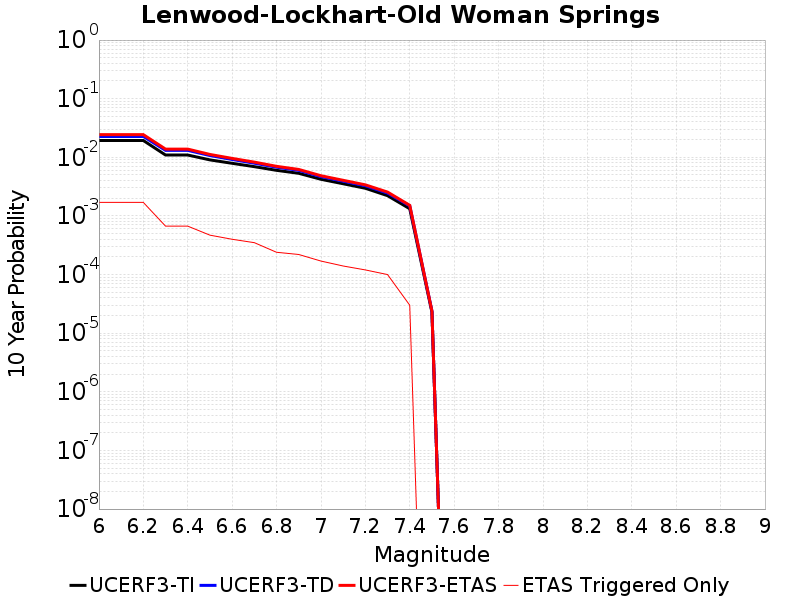 Lenwood-Lockhart-Old Woman Springs
10^0
10^-1
10^-2
10^-3
10^-4
10^-5
10^-6
10^-7
10^-8
10 Year Probability
6 6.2 6.4 6.6 6.8 7 7.2 7.4 7.6 7.8 8 8.2 8.4 8.6 8.8 9
Magnitude
UCERF3-TI UCERF3-TD UCERF3-ETAS ETAS Triggered Only